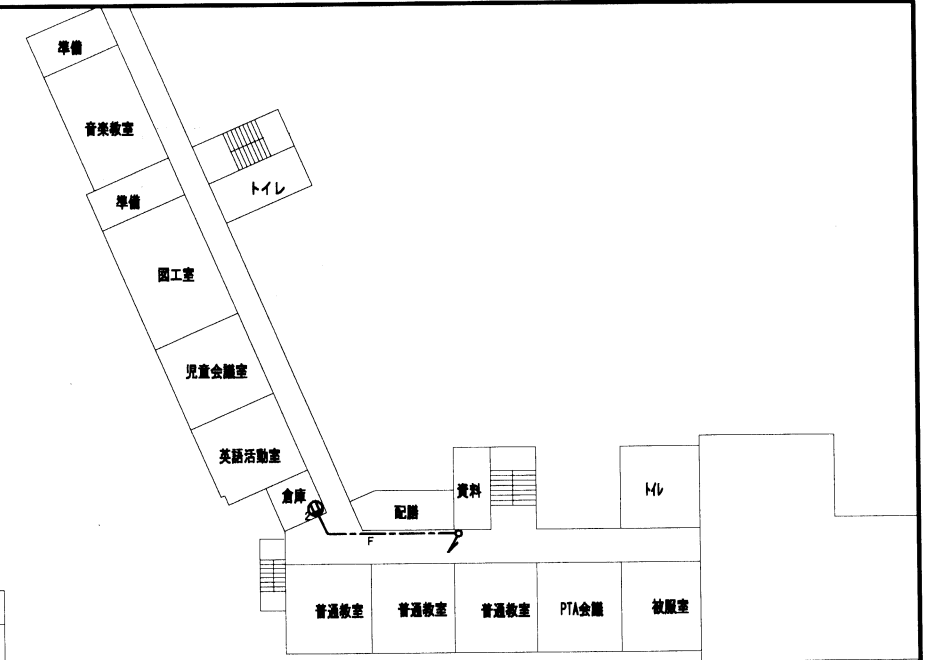 準備
音楽教室
トイレ
準備
図工室
児童会議室
英語活動室
倉庫
資料
配膳
トイレ
F
普通教室
普通教室
普通教室
PTA会議
被服室